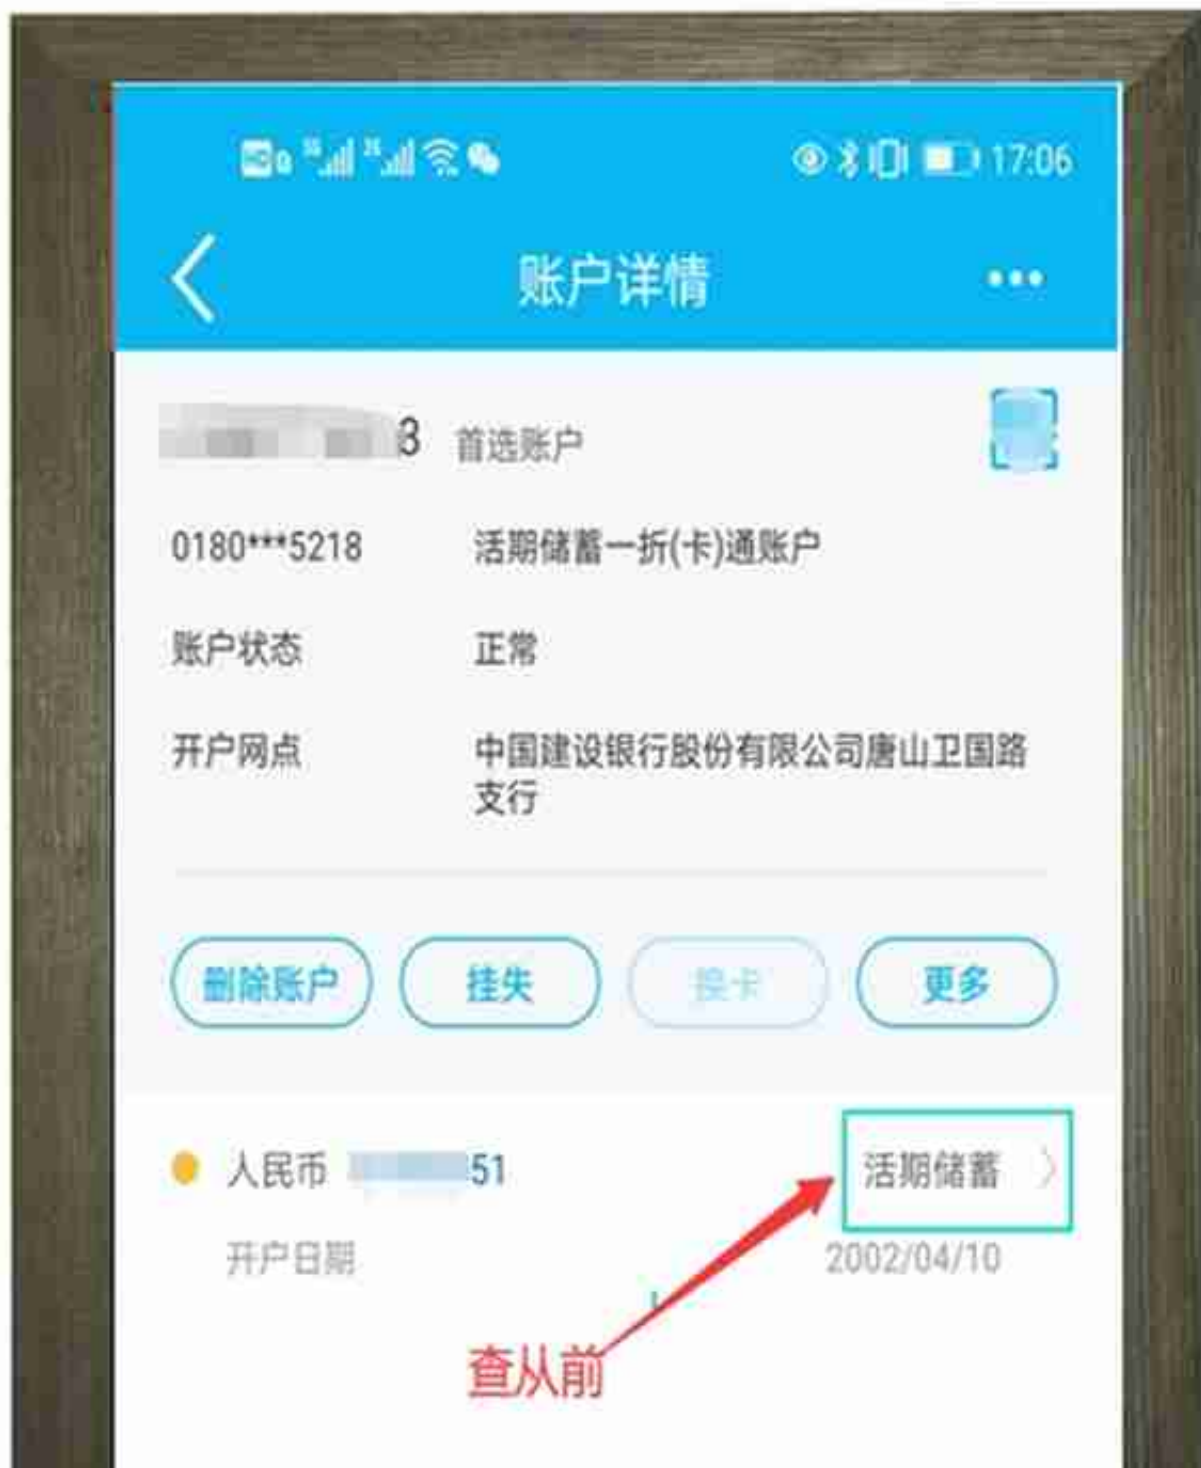 17:06
账户详情
3 首选账户
0180***5218 活期储蓄一折(卡)通账户
账户状态 正常
开户网点 中国建设银行股份有限公司唐山卫国路
支行
删除账户 挂失 换卡 更多
人民币 51 活期储蓄
开户日期 2002/04/10
查从前